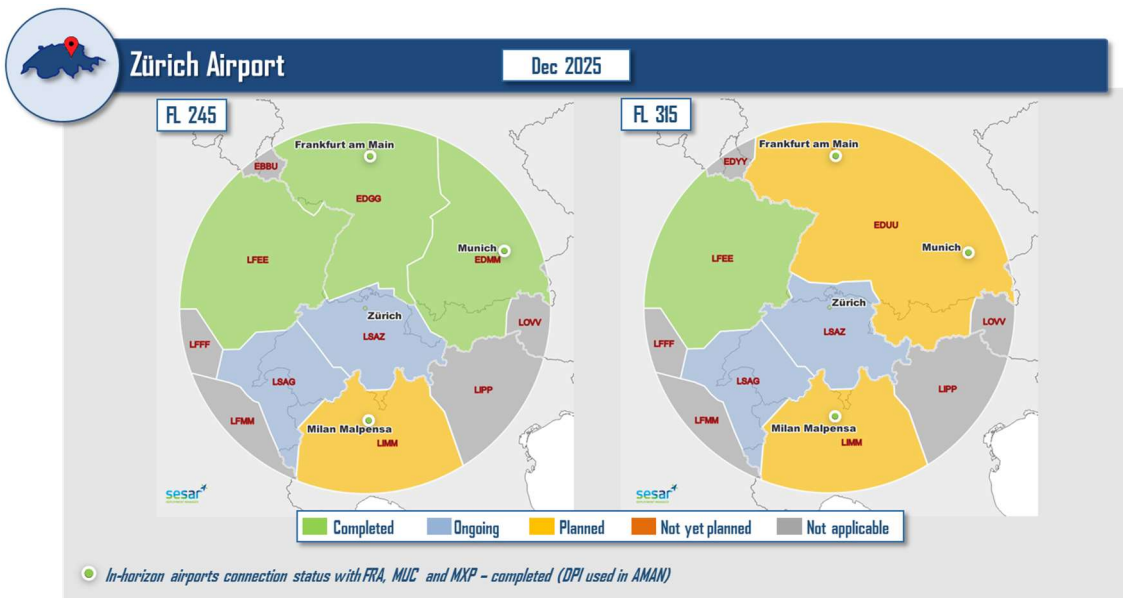 Zürich Airport
Dec 2025
FL 245
Frankfurt am Main
EBBU
EDGG
Munich
EDMM
LFEE
Zürich
LOVV
LSAZ
LFFF
LSAG
LIPP
LFMM
Milan Malpensa
LIMM
sesar
FL 315
Frankfurt am Main
EDYY
EDUU
Munich
LFEE
Zürich
LOVV
LSAZ
LFFF
LSAG
LIPP
LFMM
Milan Malpensa
LIMM
sesar
Completed Ongoing Planned Not yet planned Not applicable
In-horizon airports connection status with FRA, MUC and MXP – completed (DPI used in AMAN)